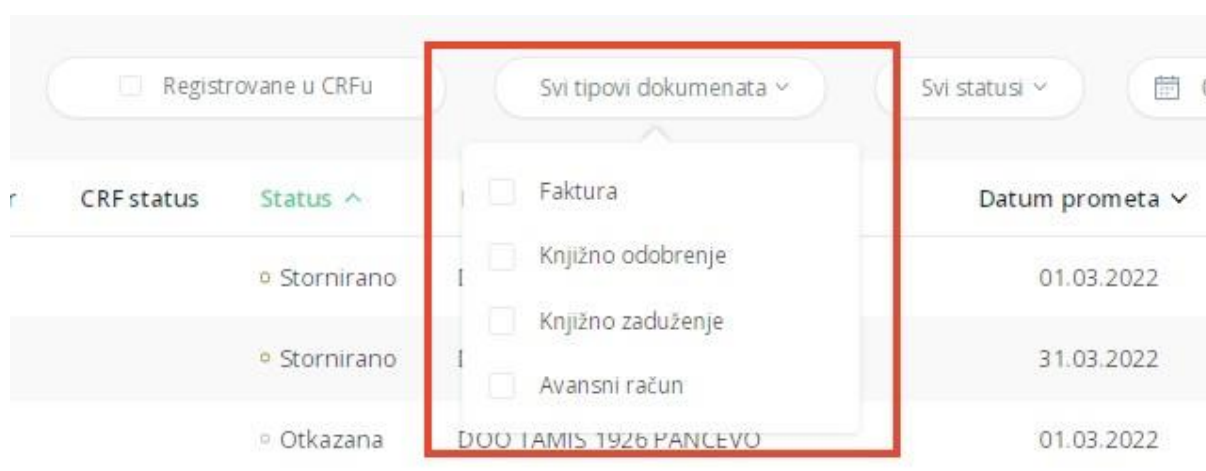 Registrovane u CRFu Svi tipovi dokumenata Svi statusi
CRF status Status Datum prometa
Faktura
Knjižno odobrenje
Stornirano 01.03.2022
Knjižno zaduženje
Stornirano 31.03.2022
Avansni račun
Otkazana DOO TAMIS 1926 PANCEVO 01.03.2022